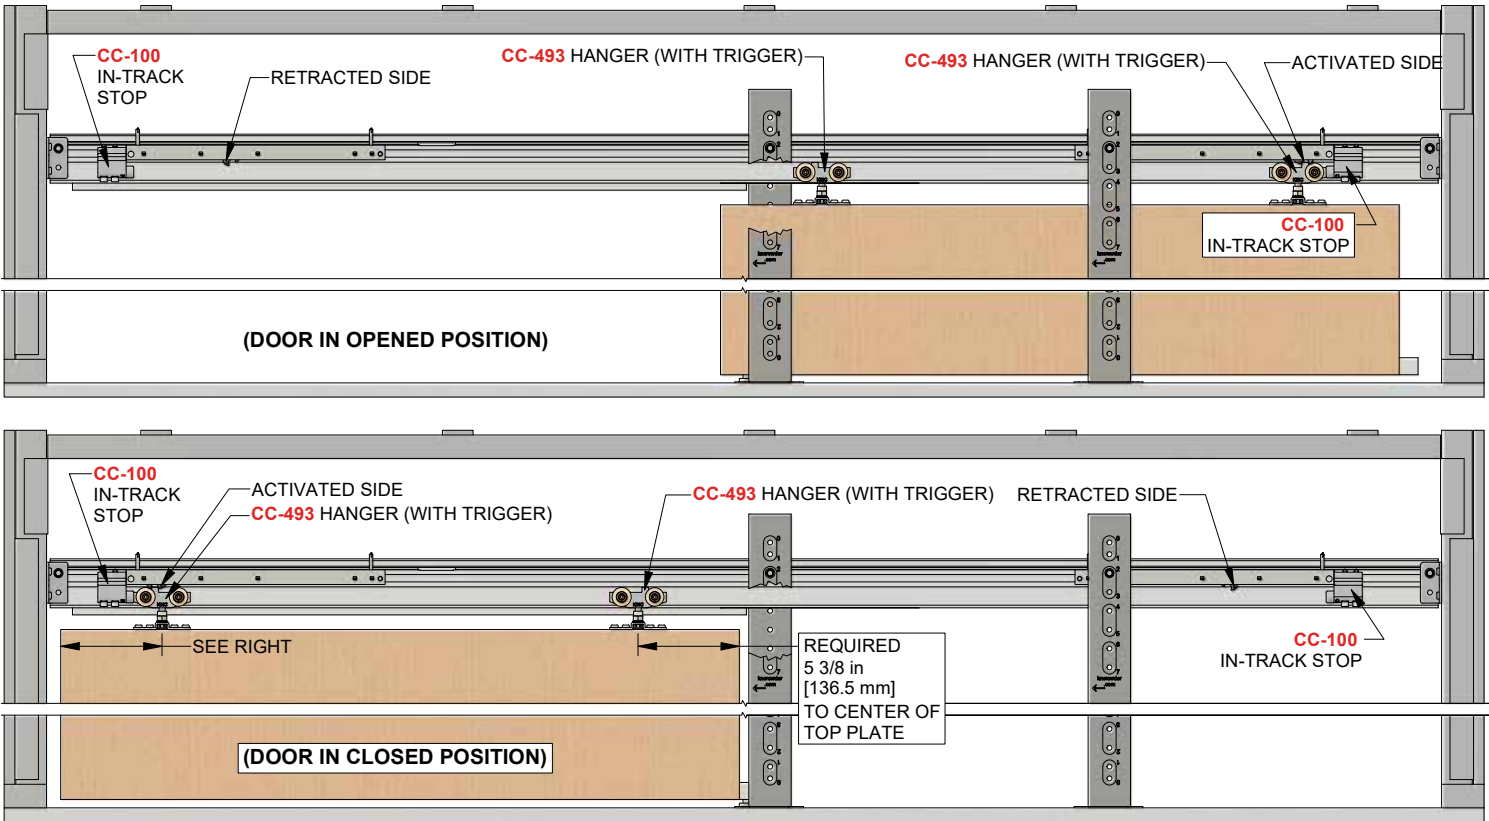 CC-100
IN-TRACK
STOP
RETRACTED SIDE
CC-493 HANGER (WITH TRIGGER)
CC-493 HANGER (WITH TRIGGER)
ACTIVATED SIDE
CC-100
IN-TRACK STOP
(DOOR IN OPENED POSITION)
CC-100
IN-TRACK
STOP
ACTIVATED SIDE
CC-493 HANGER (WITH TRIGGER)
CC-493 HANGER (WITH TRIGGER)
RETRACTED SIDE
SEE RIGHT
REQUIRED
5 3/8 in
[136.5 mm]
TO CENTER OF
TOP PLATE
CC-100
IN-TRACK STOP
(DOOR IN CLOSED POSITION)